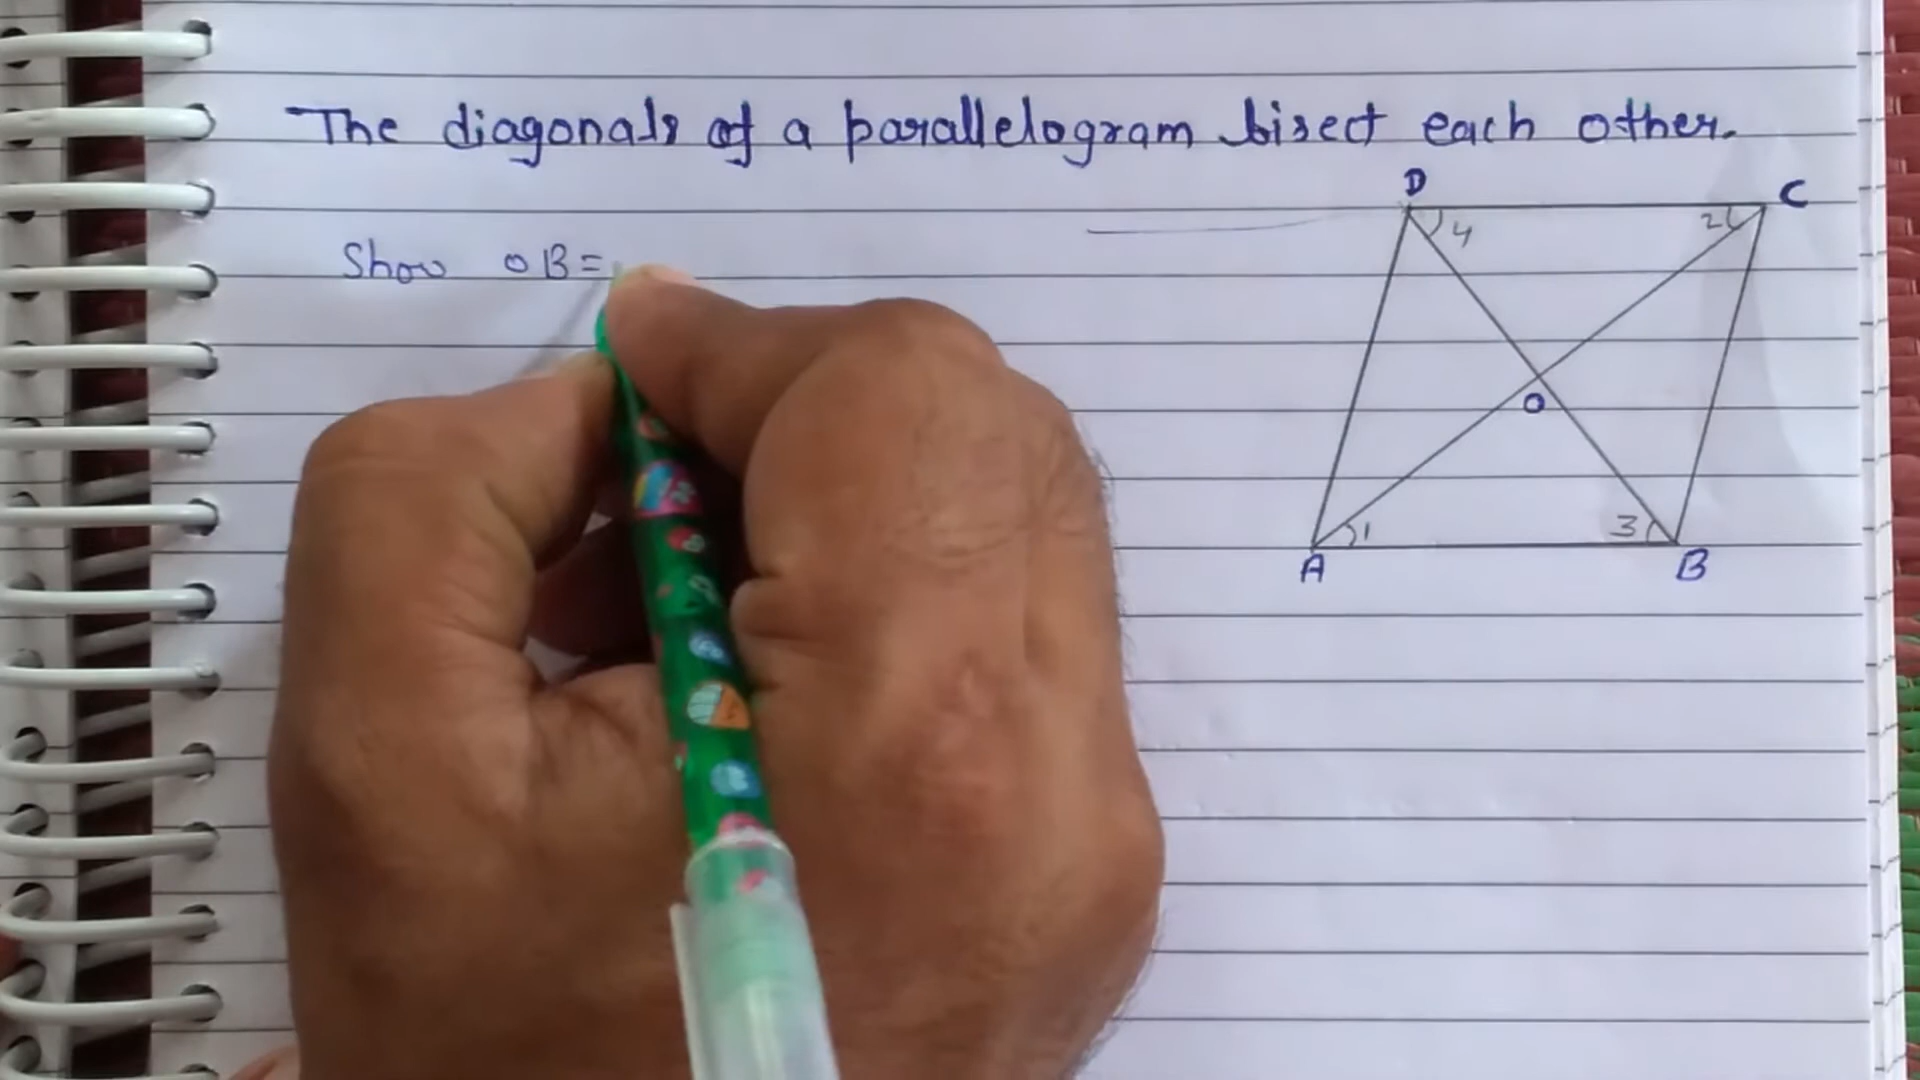 The diagonals of a parallelogram bisect each other.
D
C
4
2
Show OB =
O
1
3
A
B